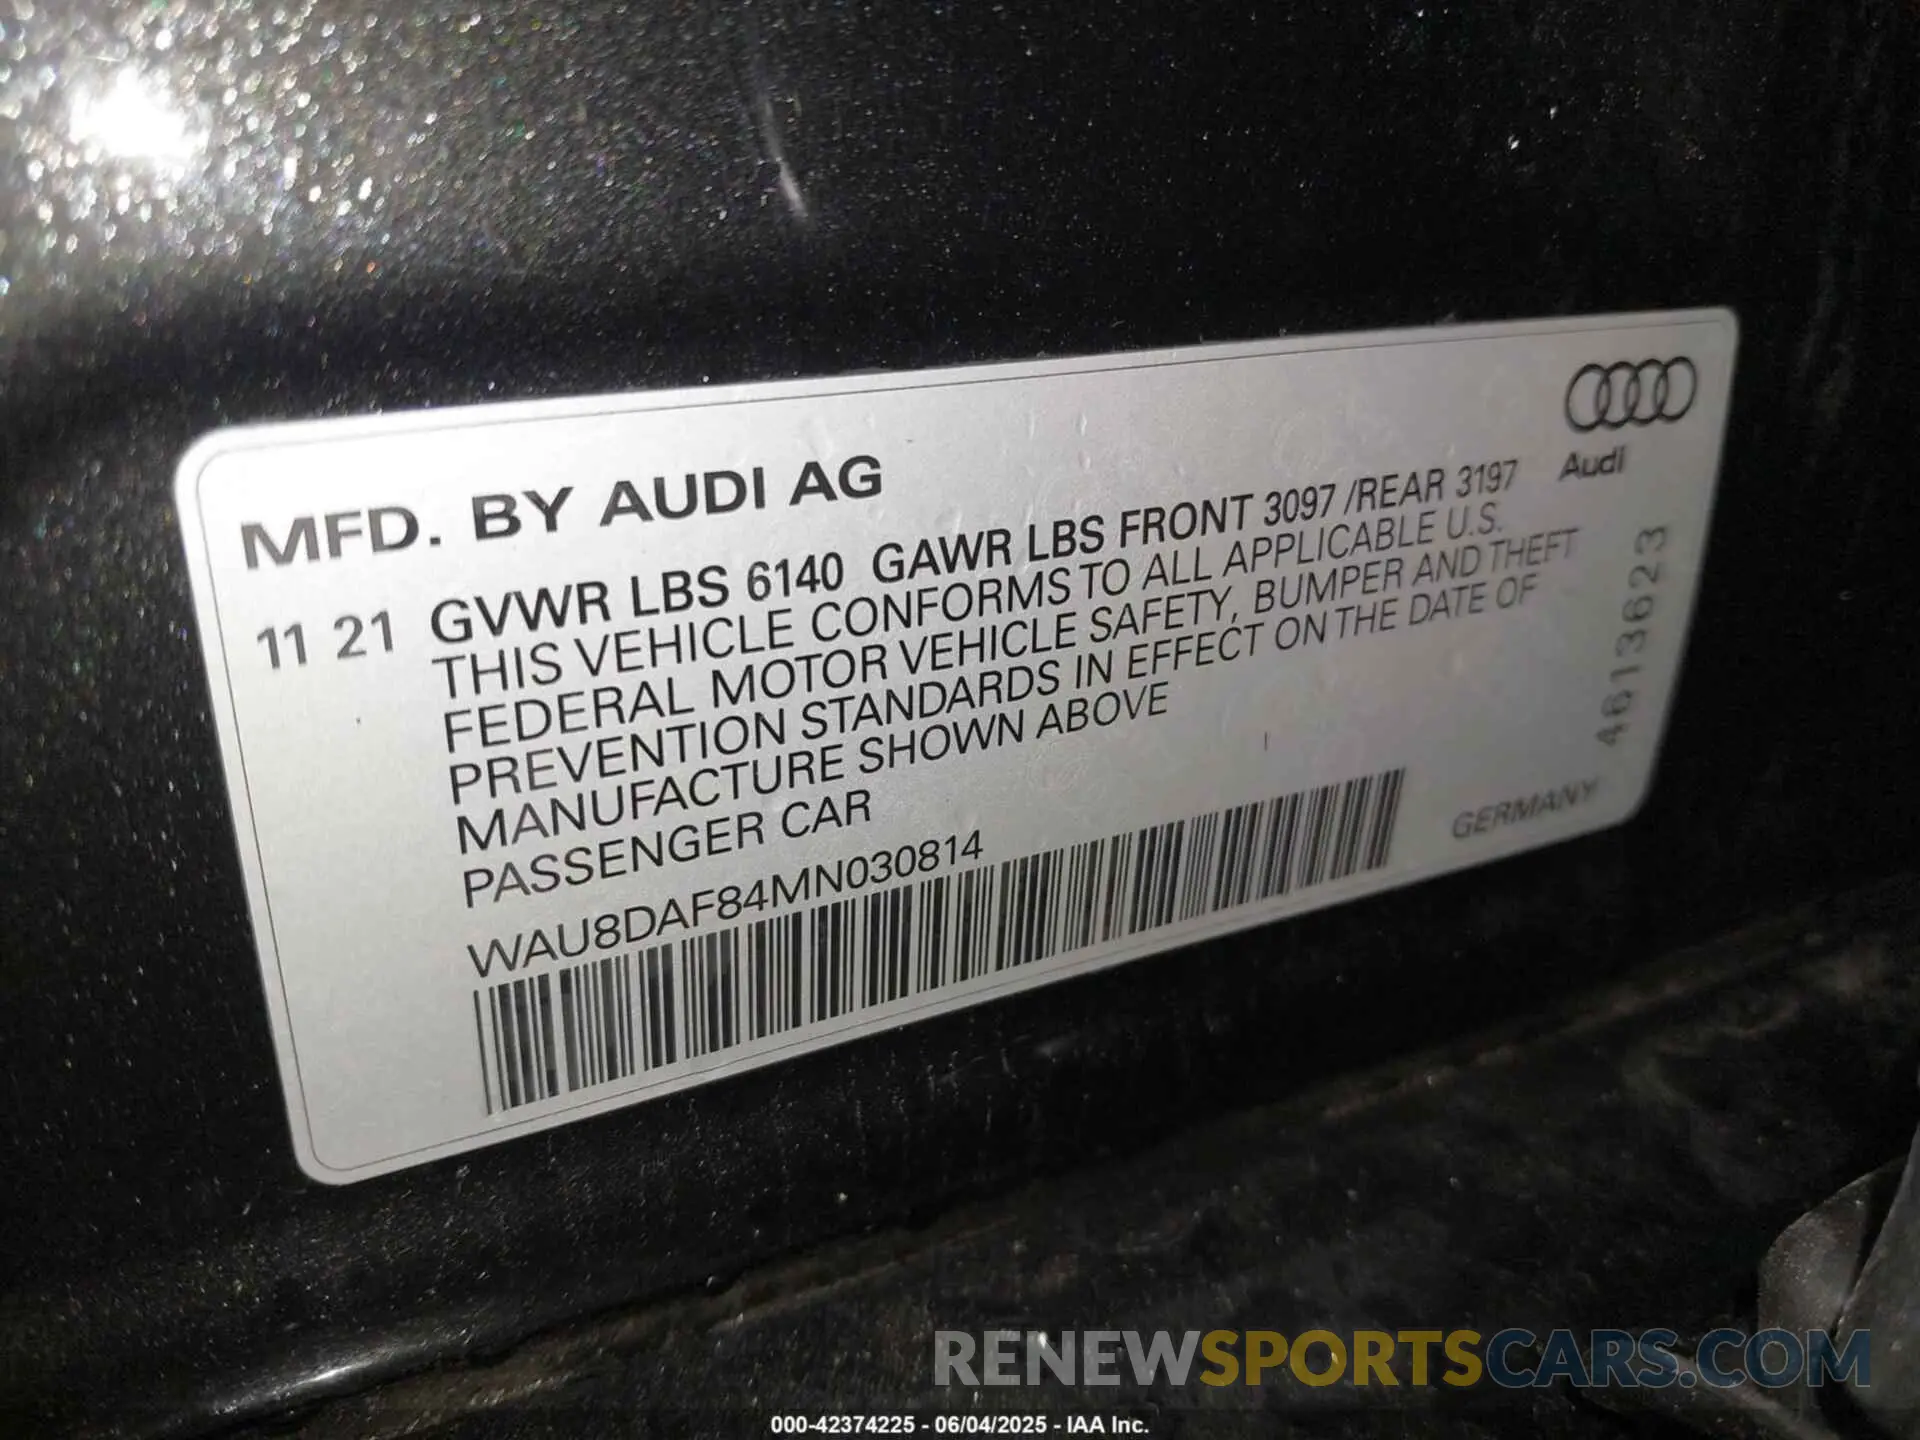 MFD. BY AUDI AG
Audi
11 21 GVWR LBS 6140 GAWR LBS FRONT 3097 /REAR 3197
THIS VEHICLE CONFORMS TO ALL APPLICABLE U.S.
FEDERAL MOTOR VEHICLE SAFETY, BUMPER AND THEFT
PREVENTION STANDARDS IN EFFECT ON THE DATE OF
MANUFACTURE SHOWN ABOVE
PASSENGER CAR
WAU8DAF84MN030814
GERMANY
4613623
RENEWSPORTSCARS.COM
000-42374225 - 06/04/2025 - IAA Inc.